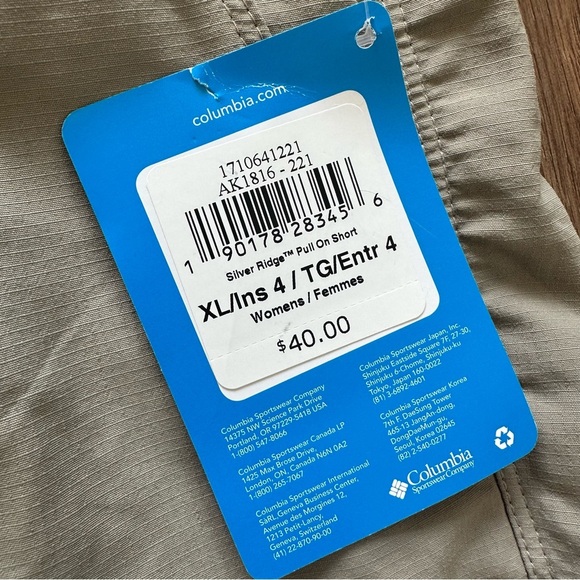 columbia.com
1710641221
AK1816 - 221
1 90178 28345 6
Silver Ridge™ Pull On Short
XL/Ins 4 / TG/Entr 4
Womens / Femmes
$40.00
Columbia Sportswear Company
14375 NW Science Park Drive
Portland, OR 97229-5418 USA
1-(800) 547-8066
Columbia Sportswear Canada LP
1425 Max Brose Drive,
London, ON, Canada N6N 0A2
1-(800) 265-7067
Columbia Sportswear International
SáRL.Geneva Business Center,
Avenue des Morgines 12,
1213 Petit-Lancy,
Geneva, Switzerland
(41) 22-870-90-00
Columbia Sportswear Japan, Inc.
Shinjuku Eastside Square 7F, 27-30,
Shinjuku 6-Chome, Shinjuku-ku
Tokyo, Japan 160-0022
(81) 3-6892-4601
Columbia Sportswear Korea
7th F. DaeSung Tower
465-13 JangAn-dong,
DongDaeMun-gu,
Seoul, Korea 02645
(82) 2-540-0277
Columbia
Sportswear Company